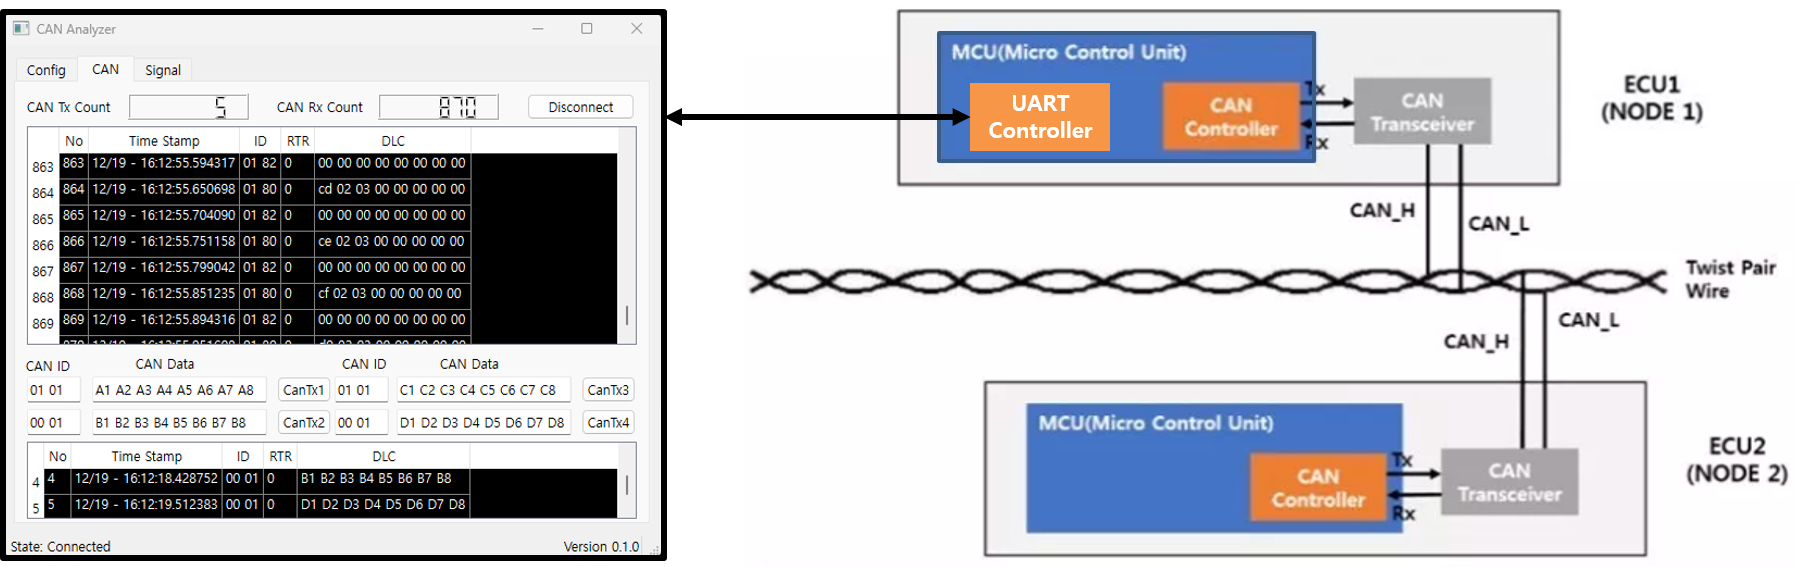 CAN Analyzer
Config CAN Signal
CAN Tx Count 5 CAN Rx Count 870 Disconnect
No Time Stamp ID RTR DLC
863 863 12/19 - 16:12:55.594317 01 82 0 00 00 00 00 00 00 00 00
864 864 12/19 - 16:12:55.650698 01 80 0 cd 02 03 00 00 00 00 00
865 865 12/19 - 16:12:55.704090 01 82 0 00 00 00 00 00 00 00 00
866 866 12/19 - 16:12:55.751158 01 80 0 ce 02 03 00 00 00 00 00
867 867 12/19 - 16:12:55.799042 01 82 0 00 00 00 00 00 00 00 00
868 868 12/19 - 16:12:55.851235 01 80 0 cf 02 03 00 00 00 00 00
869 869 12/19 - 16:12:55.894316 01 82 0 00 00 00 00 00 00 00 00
CAN ID CAN Data CAN ID CAN Data
01 01 A1 A2 A3 A4 A5 A6 A7 A8 CanTx1 01 01 C1 C2 C3 C4 C5 C6 C7 C8 CanTx3
00 01 B1 B2 B3 B4 B5 B6 B7 B8 CanTx2 00 01 D1 D2 D3 D4 D5 D6 D7 D8 CanTx4
No Time Stamp ID RTR DLC
4 4 12/19 - 16:12:18.428752 00 01 0 B1 B2 B3 B4 B5 B6 B7 B8
5 5 12/19 - 16:12:19.512383 00 01 0 D1 D2 D3 D4 D5 D6 D7 D8
State: Connected Version 0.1.0
MCU(Micro Control Unit)
UART
Controller
CAN
Controller
Tx
Rx
CAN
Transceiver
ECU1
(NODE 1)
CAN_H
CAN_L
Twist Pair
Wire
CAN_L
CAN_H
MCU(Micro Control Unit)
CAN
Controller
Tx
Rx
CAN
Transceiver
ECU2
(NODE 2)